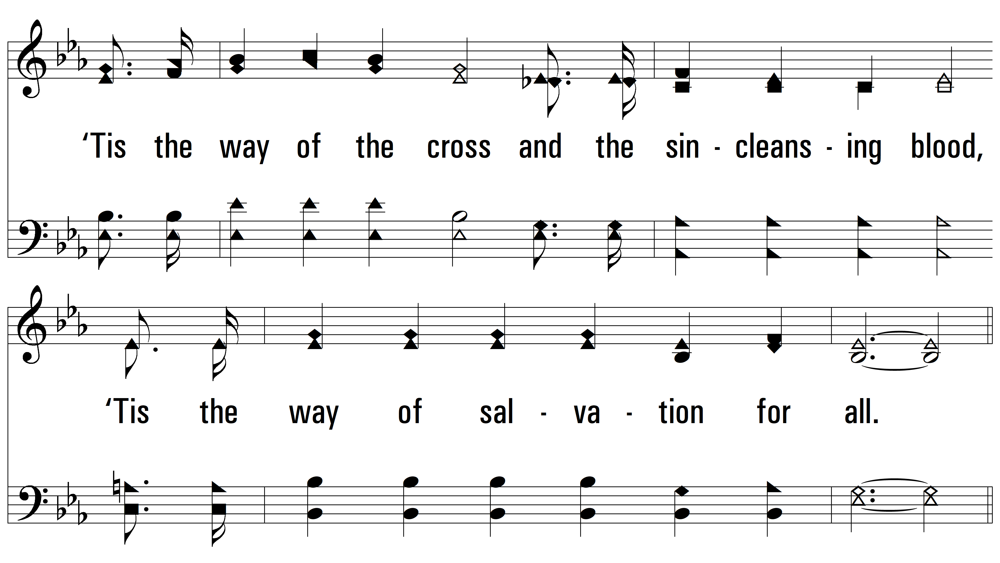 ‘Tis the way of the cross and the sin - cleans - ing blood,
‘Tis the way of sal - va - tion for all.